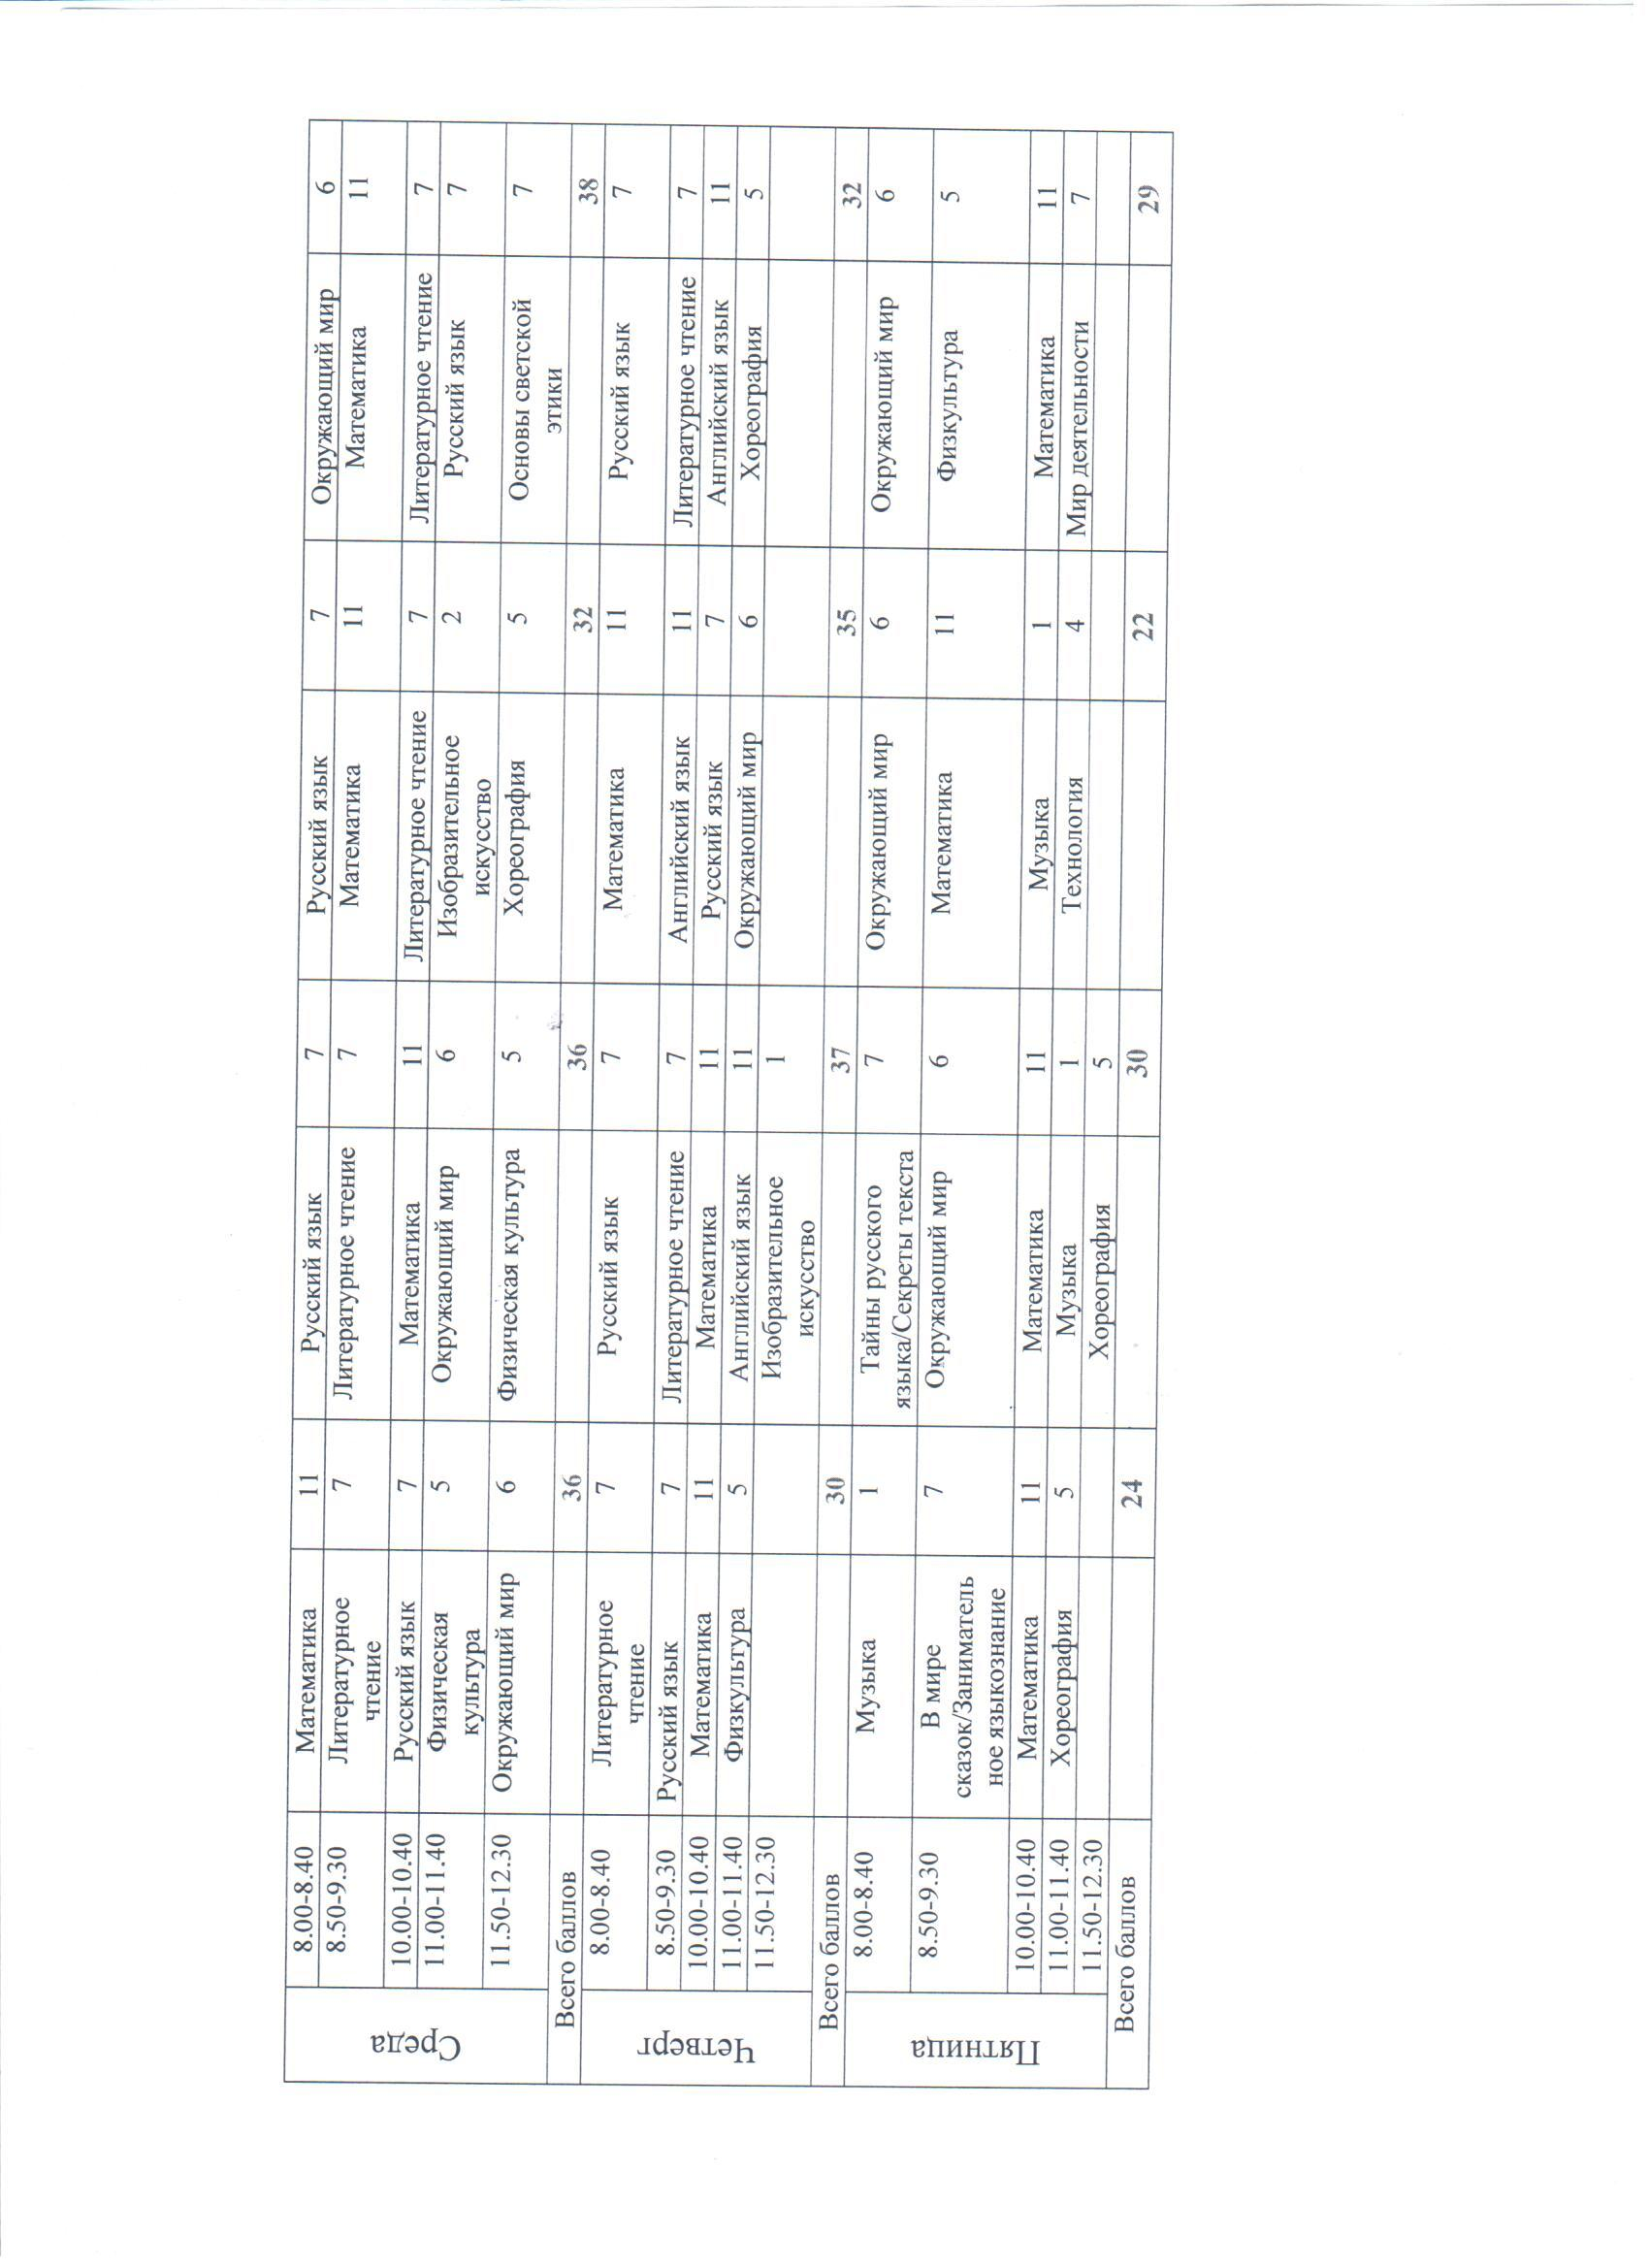 Среда 8.00-8.40 Математика 11 Русский язык 7 Русский язык 7 Окружающий мир 6
8.50-9.30 Литературное 7 Литературное чтение 7 Математика 11 Математика 11
чтение
10.00-10.40 Русский язык 7 Математика 11 Литературное чтение 7 Литературное чтение 7
11.00-11.40 Физическая 5 Окружающий мир 6 Изобразительное 2 Русский язык 7
культура искусство
11.50-12.30 Окружающий мир 6 Физическая культура 5 Хореография 5 Основы светской 7
этики
Всего баллов 36 36 32 38
Четверг 8.00-8.40 Литературное 7 Русский язык 7 Математика 11 Русский язык 7
чтение
8.50-9.30 Русский язык 7 Литературное чтение 7 Английский язык 11 Литературное чтение 7
10.00-10.40 Математика 11 Математика 11 Русский язык 7 Английский язык 11
11.00-11.40 Физкультура 5 Английский язык 11 Окружающий мир 6 Хореография 5
11.50-12.30 Изобразительное 1
искусство
Всего баллов 30 37 35 32
Пятница 8.00-8.40 Музыка 1 Тайны русского 7 Окружающий мир 6 Окружающий мир 6
языка/Секреты текста
8.50-9.30 В мире 7 Окружающий мир 6 Математика 11 Физкультура 5
сказок/Заниматель
ное языкознание
10.00-10.40 Математика 11 Математика 11 Музыка 1 Математика 11
11.00-11.40 Хореография 5 Музыка 1 Технология 4 Мир деятельности 7
11.50-12.30 Хореография 5
Всего баллов 24 30 22 29